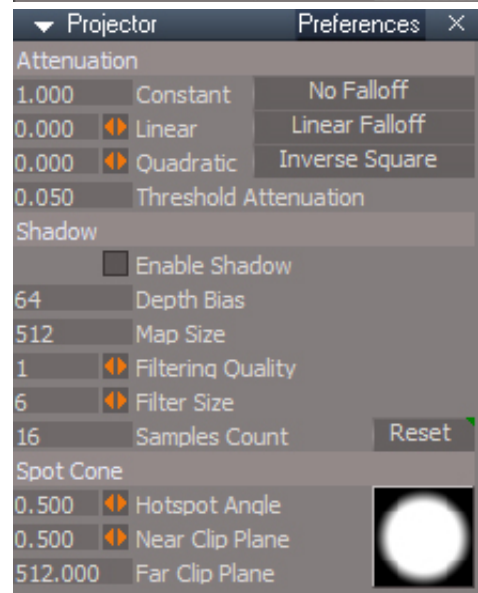 Projector Preferences ×
Attenuation
1.000 Constant No Falloff
0.000 Linear Linear Falloff
0.000 Quadratic Inverse Square
0.050 Threshold Attenuation
Shadow
Enable Shadow
64 Depth Bias
512 Map Size
1 Filtering Quality
6 Filter Size
16 Samples Count Reset
Spot Cone
0.500 Hotspot Angle
0.500 Near Clip Plane
512.000 Far Clip Plane